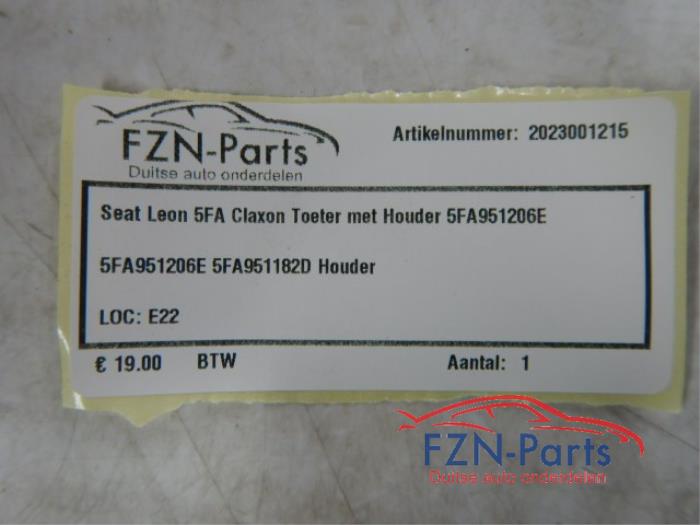 FZN-Parts
Duitse auto onderdelen
Artikelnummer: 2023001215
Seat Leon 5FA Claxon Toeter met Houder 5FA951206E
5FA951206E 5FA951182D Houder
LOC: E22
€ 19.00 BTW Aantal: 1
FZN-Parts
Duitse auto onderdelen